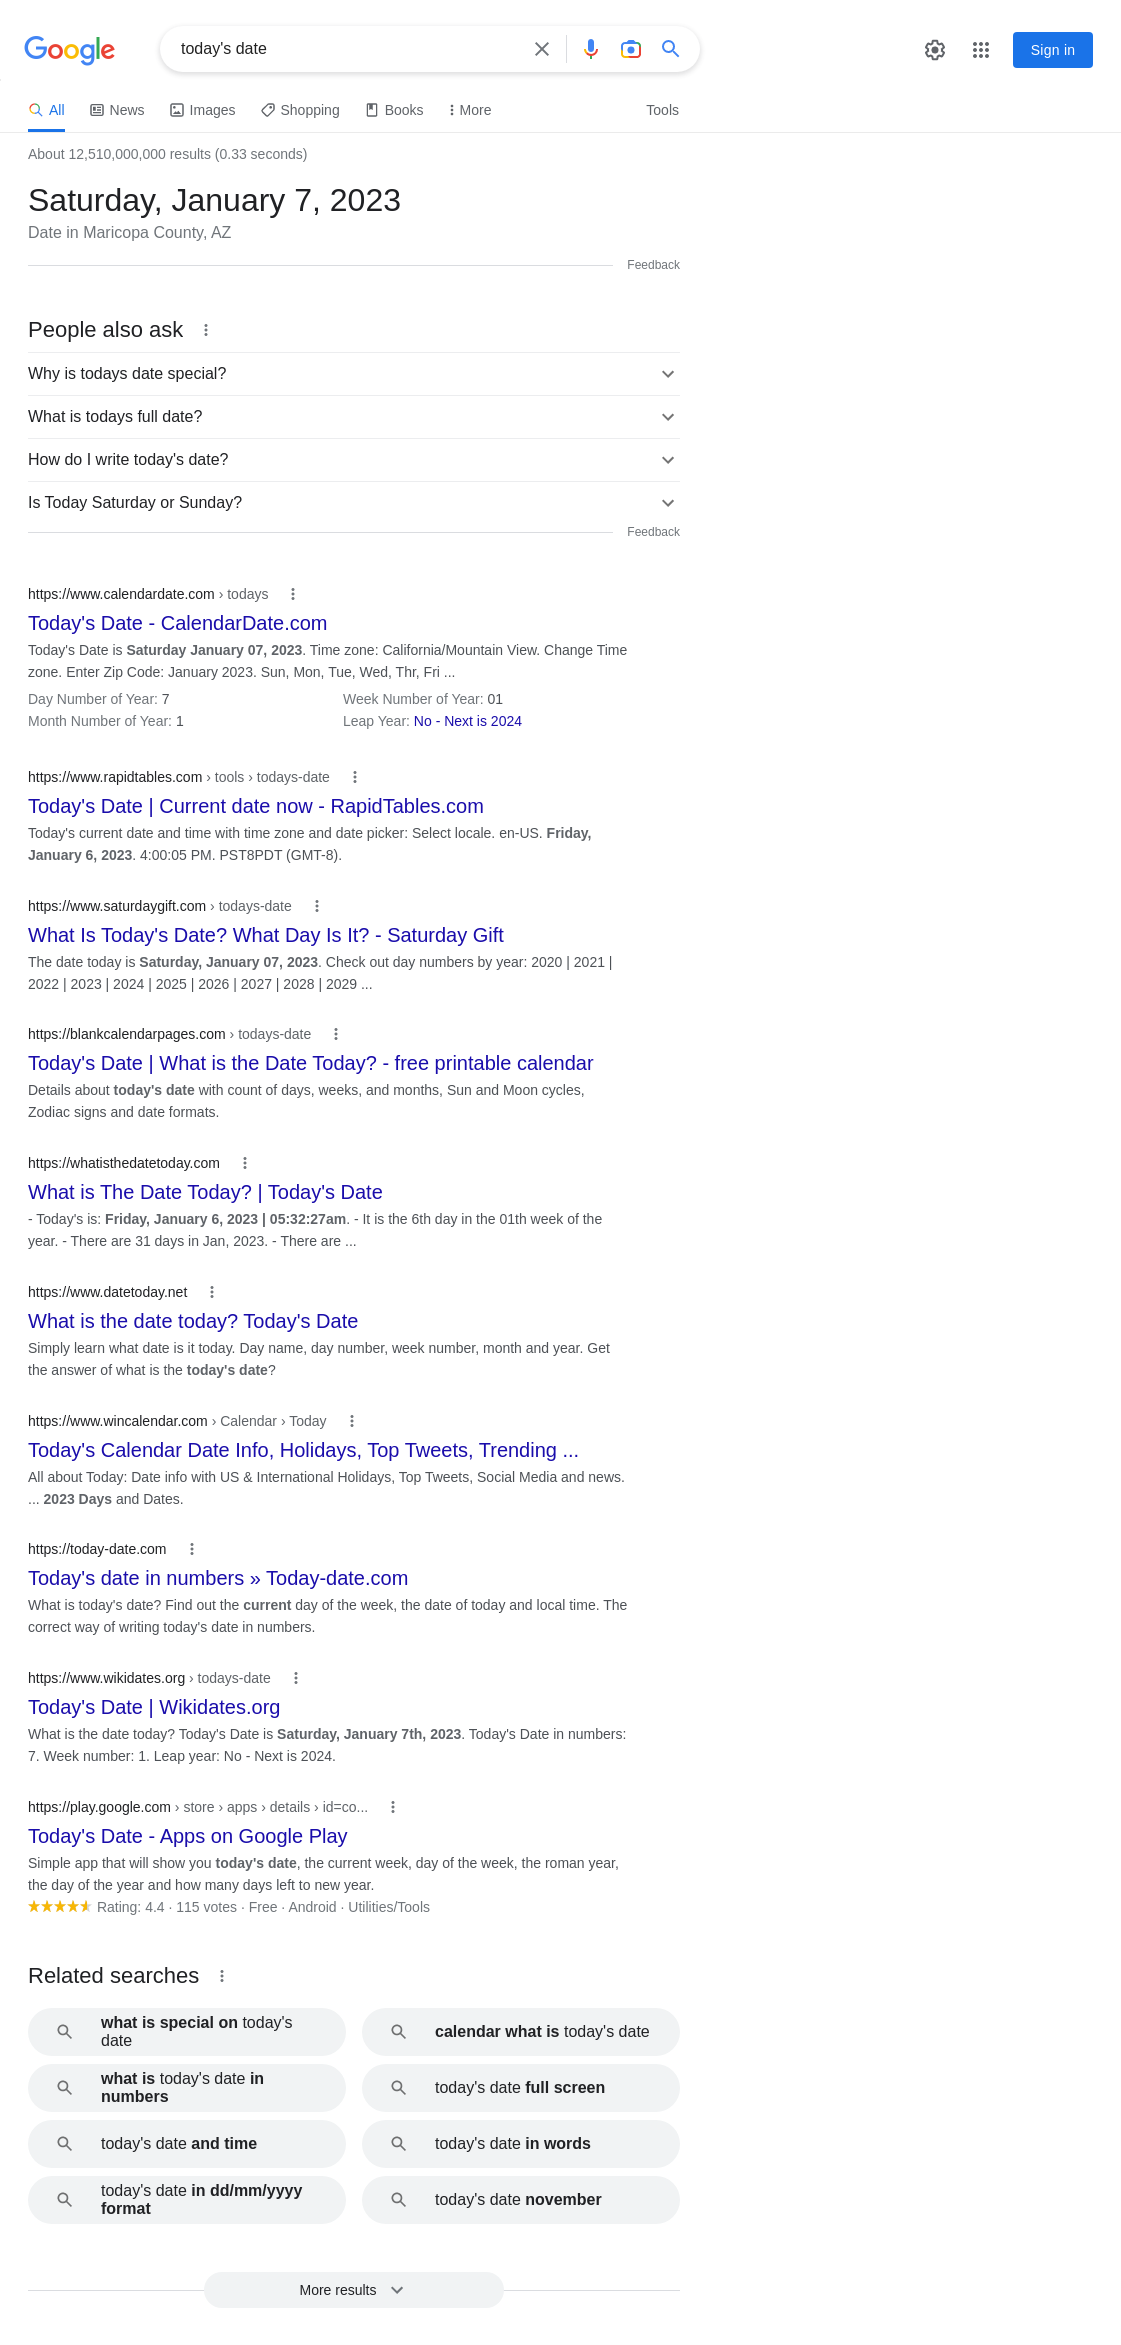 Google
today's date
Sign in
All News Images Shopping Books More Tools
About 12,510,000,000 results (0.33 seconds)
Saturday, January 7, 2023
Date in Maricopa County, AZ
Feedback
People also ask
Why is todays date special?
What is todays full date?
How do I write today's date?
Is Today Saturday or Sunday?
Feedback
https://www.calendardate.com › todays
Today's Date - CalendarDate.com
Today's Date is Saturday January 07, 2023. Time zone: California/Mountain View. Change Time
zone. Enter Zip Code: January 2023. Sun, Mon, Tue, Wed, Thr, Fri ...
Day Number of Year: 7 Week Number of Year: 01
Month Number of Year: 1 Leap Year: No - Next is 2024
https://www.rapidtables.com › tools › todays-date
Today's Date | Current date now - RapidTables.com
Today's current date and time with time zone and date picker: Select locale. en-US. Friday,
January 6, 2023. 4:00:05 PM. PST8PDT (GMT-8).
https://www.saturdaygift.com › todays-date
What Is Today's Date? What Day Is It? - Saturday Gift
The date today is Saturday, January 07, 2023. Check out day numbers by year: 2020 | 2021 |
2022 | 2023 | 2024 | 2025 | 2026 | 2027 | 2028 | 2029 ...
https://blankcalendarpages.com › todays-date
Today's Date | What is the Date Today? - free printable calendar
Details about today's date with count of days, weeks, and months, Sun and Moon cycles,
Zodiac signs and date formats.
https://whatisthedatetoday.com
What is The Date Today? | Today's Date
- Today's is: Friday, January 6, 2023 | 05:32:27am. - It is the 6th day in the 01th week of the
year. - There are 31 days in Jan, 2023. - There are ...
https://www.datetoday.net
What is the date today? Today's Date
Simply learn what date is it today. Day name, day number, week number, month and year. Get
the answer of what is the today's date?
https://www.wincalendar.com › Calendar › Today
Today's Calendar Date Info, Holidays, Top Tweets, Trending ...
All about Today: Date info with US & International Holidays, Top Tweets, Social Media and news.
... 2023 Days and Dates.
https://today-date.com
Today's date in numbers » Today-date.com
What is today's date? Find out the current day of the week, the date of today and local time. The
correct way of writing today's date in numbers.
https://www.wikidates.org › todays-date
Today's Date | Wikidates.org
What is the date today? Today's Date is Saturday, January 7th, 2023. Today's Date in numbers:
7. Week number: 1. Leap year: No - Next is 2024.
https://play.google.com › store › apps › details › id=co...
Today's Date - Apps on Google Play
Simple app that will show you today's date, the current week, day of the week, the roman year,
the day of the year and how many days left to new year.
Rating: 4.4 · 115 votes · Free · Android · Utilities/Tools
Related searches
what is special on today's
date
calendar what is today's date
what is today's date in
numbers
today's date full screen
today's date and time
today's date in words
today's date in dd/mm/yyyy
format
today's date november
More results